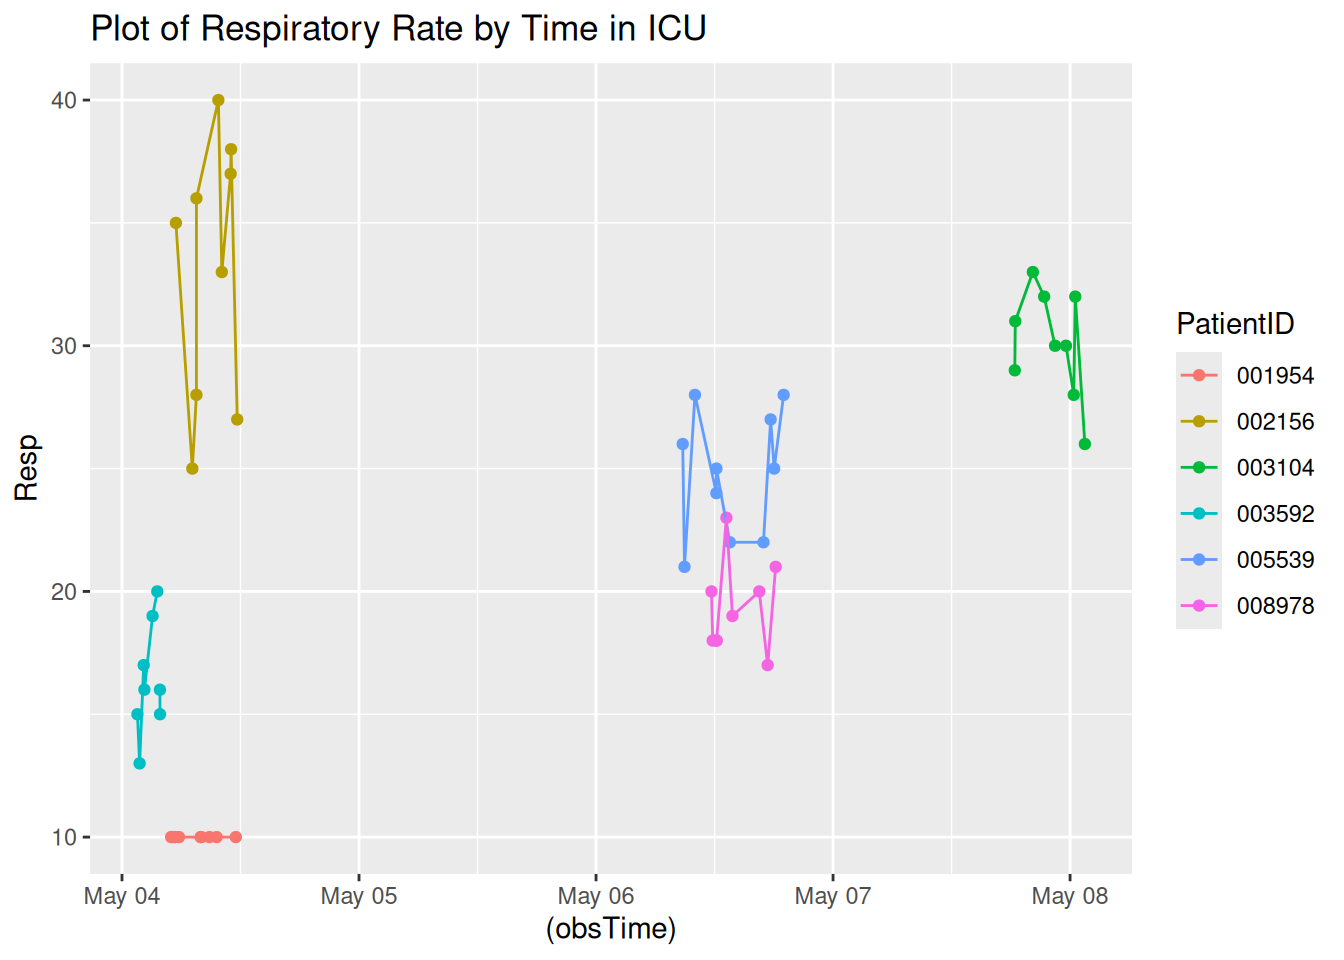 Plot of Respiratory Rate by Time in ICU
40
30
20
10
Resp
May 04
May 05
May 06
May 07
May 08
(obsTime)
PatientID
001954
002156
003104
003592
005539
008978